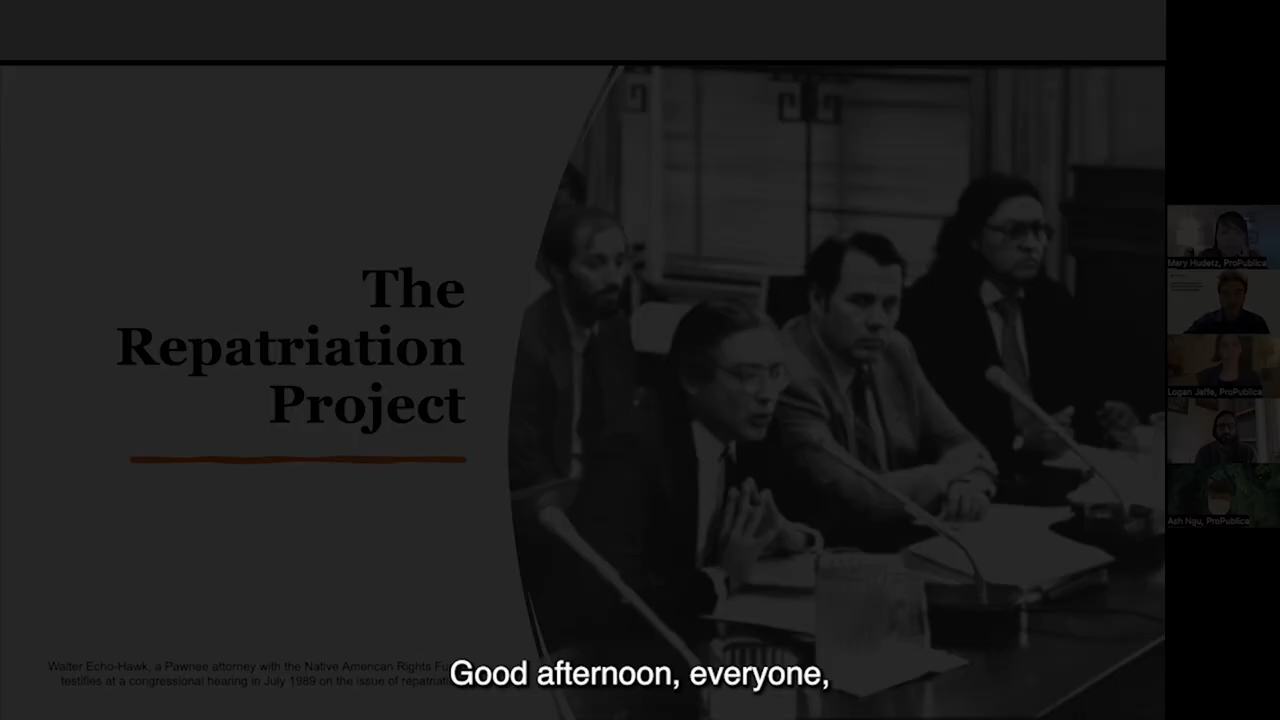 The
Repatriation
Project
Walter Echo-Hawk, a Pawnee attorney with the Native American Rights
testifies at a congressional hearing in July 1989 on the issue of
Good afternoon, everyone,
Mary Hudetz, ProPublica
Logan Jaffe, ProPublica
Ash Ngu, ProPublica